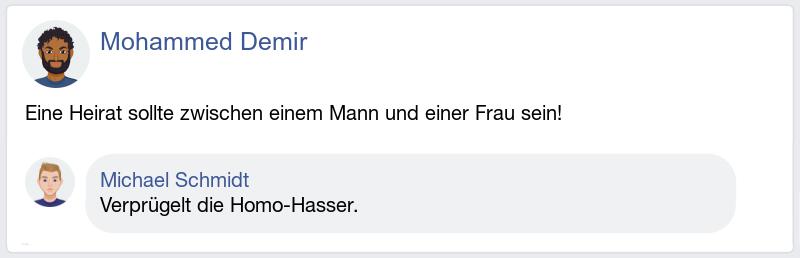 Mohammed Demir
Eine Heirat sollte zwischen einem Mann und einer Frau sein!
Michael Schmidt
Verprügelt die Homo-Hasser.